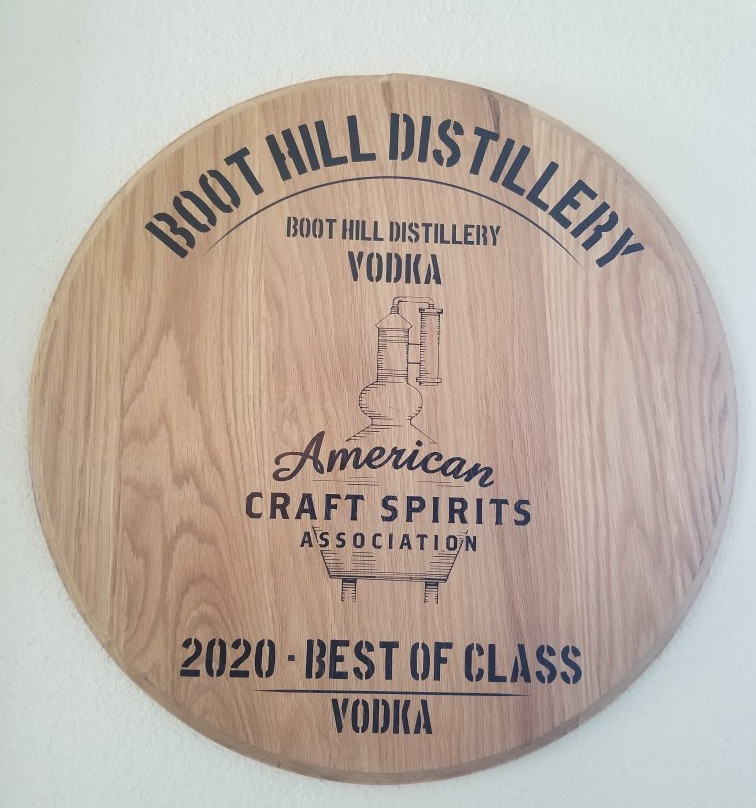 BOOT HILL DISTILLERY
BOOT HILL DISTILLERY
VODKA
American
CRAFT SPIRITS
ASSOCIATION
2020 · BEST OF CLASS
VODKA